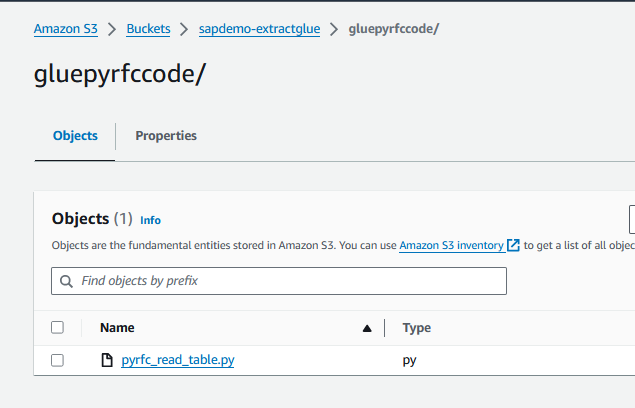 Amazon S3 > Buckets > sapdemo-extractglue > gluepyrfccode/
gluepyrfccode/
Objects Properties
Objects (1) Info
Objects are the fundamental entities stored in Amazon S3. You can use Amazon S3 inventory to get a list of all objec
Find objects by prefix
Name Type
pyrfc_read_table.py py